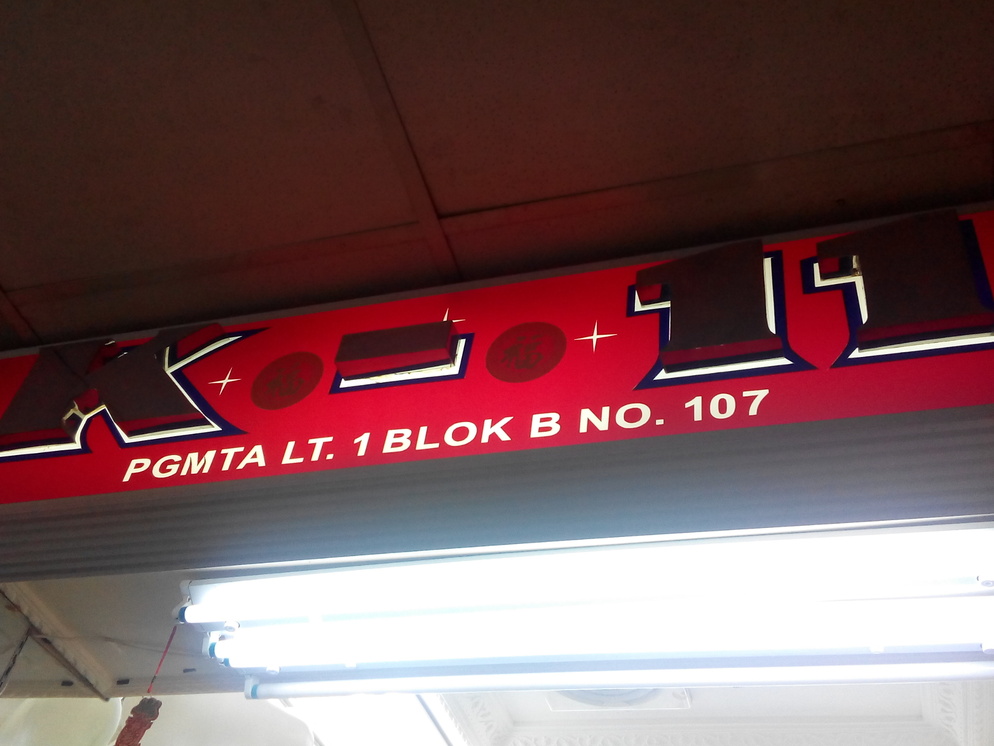 K - 11
PGMTA LT. 1 BLOK B NO. 107